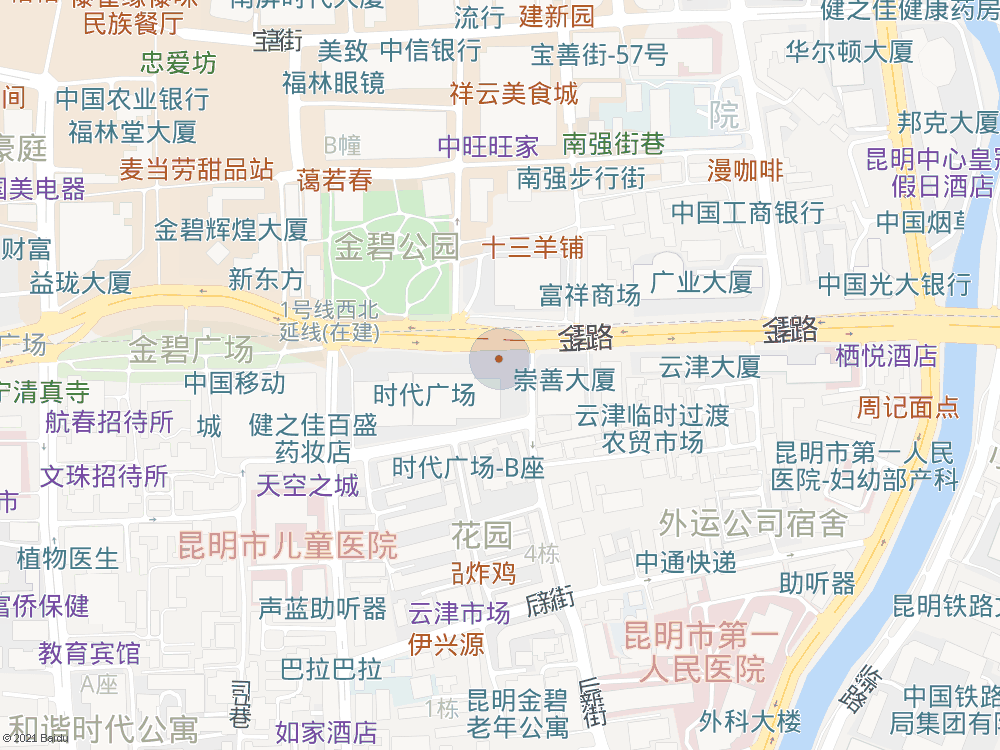 民族餐厅
流行
建新园
健之佳健康药房
宝善街
美致
中信银行
宝善街-57号
华尔顿大厦
忠爱坊
福林眼镜
祥云美食城
间
中国农业银行
院
邦克大厦
福林堂大厦
B幢
中旺旺家
南强街巷
豪庭
麦当劳甜品站
蔼若春
南强步行街
漫咖啡
昆明中心皇冠
假日酒店
国美电器
中国工商银行
金碧辉煌大厦
金碧公园
十三羊铺
中国烟草
财富
益珑大厦
新东方
富祥商场
广业大厦
中国光大银行
1号线西北
延线(在建)
广场
金碧广场
金碧路
金碧路
栖悦酒店
宁清真寺
中国移动
时代广场
崇善大厦
云津大厦
航春招待所
城
健之佳百盛
药妆店
云津临时过渡
农贸市场
周记面点
文珠招待所
天空之城
时代广场-B座
昆明市第一人民
医院-妇幼部产科
市
昆明市儿童医院
花园
4栋
外运公司宿舍
植物医生
炸鸡
中通快递
助听器
富侨保健
声蓝助听器
云津市场
后新街
昆明市第一
人民医院
昆明铁路
教育宾馆
伊兴源
巴拉巴拉
A座
巷
1栋
昆明金碧
老年公寓
后新街
外科大楼
路
中国铁路
局集团有限
和谐时代公寓
如家酒店
© 2021 Baidu